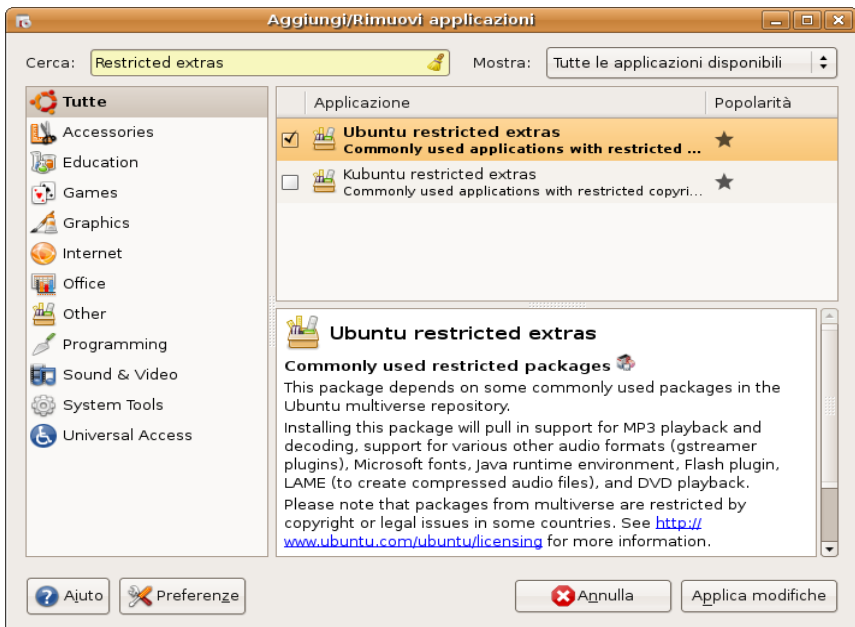 Aggiungi/Rimuovi applicazioni
Cerca: Restricted extras Mostra: Tutte le applicazioni disponibili
Tutte
Accessories
Education
Games
Graphics
Internet
Office
Other
Programming
Sound & Video
System Tools
Universal Access
Applicazione Popolarità
Ubuntu restricted extras
Commonly used applications with restricted ...
Kubuntu restricted extras
Commonly used applications with restricted copyri...
Ubuntu restricted extras
Commonly used restricted packages
This package depends on some commonly used packages in the
Ubuntu multiverse repository.
Installing this package will pull in support for MP3 playback and
decoding, support for various other audio formats (gstreamer
plugins), Microsoft fonts, Java runtime environment, Flash plugin,
LAME (to create compressed audio files), and DVD playback.
Please note that packages from multiverse are restricted by
copyright or legal issues in some countries. See http://
www.ubuntu.com/ubuntu/licensing for more information.
Aiuto Preferenze Annulla Applica modifiche